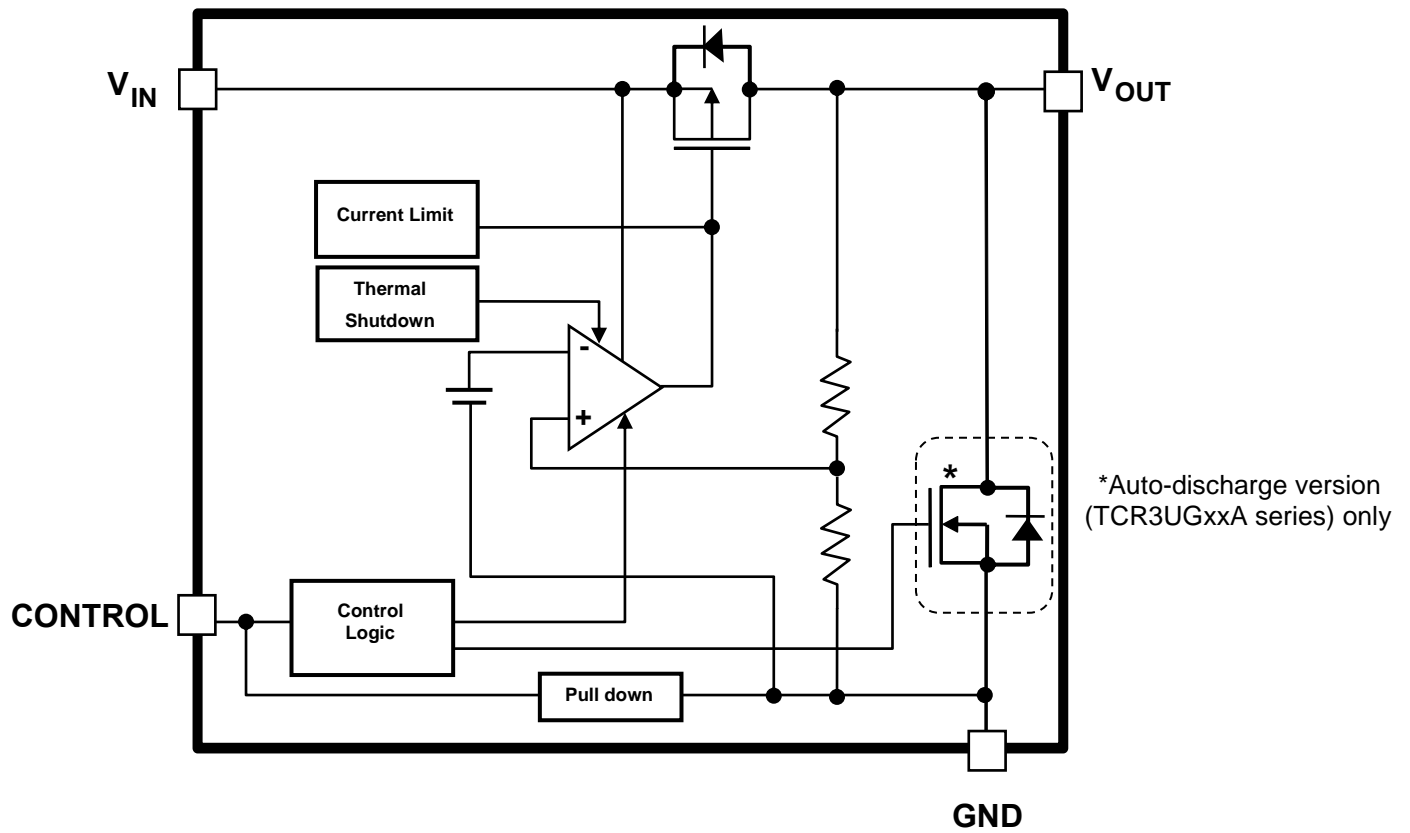 VIN
VOUT
Current Limit
Thermal
Shutdown
-
+
*
*Auto-discharge version
(TCR3UGxxA series) only
CONTROL
Control
Logic
Pull down
GND